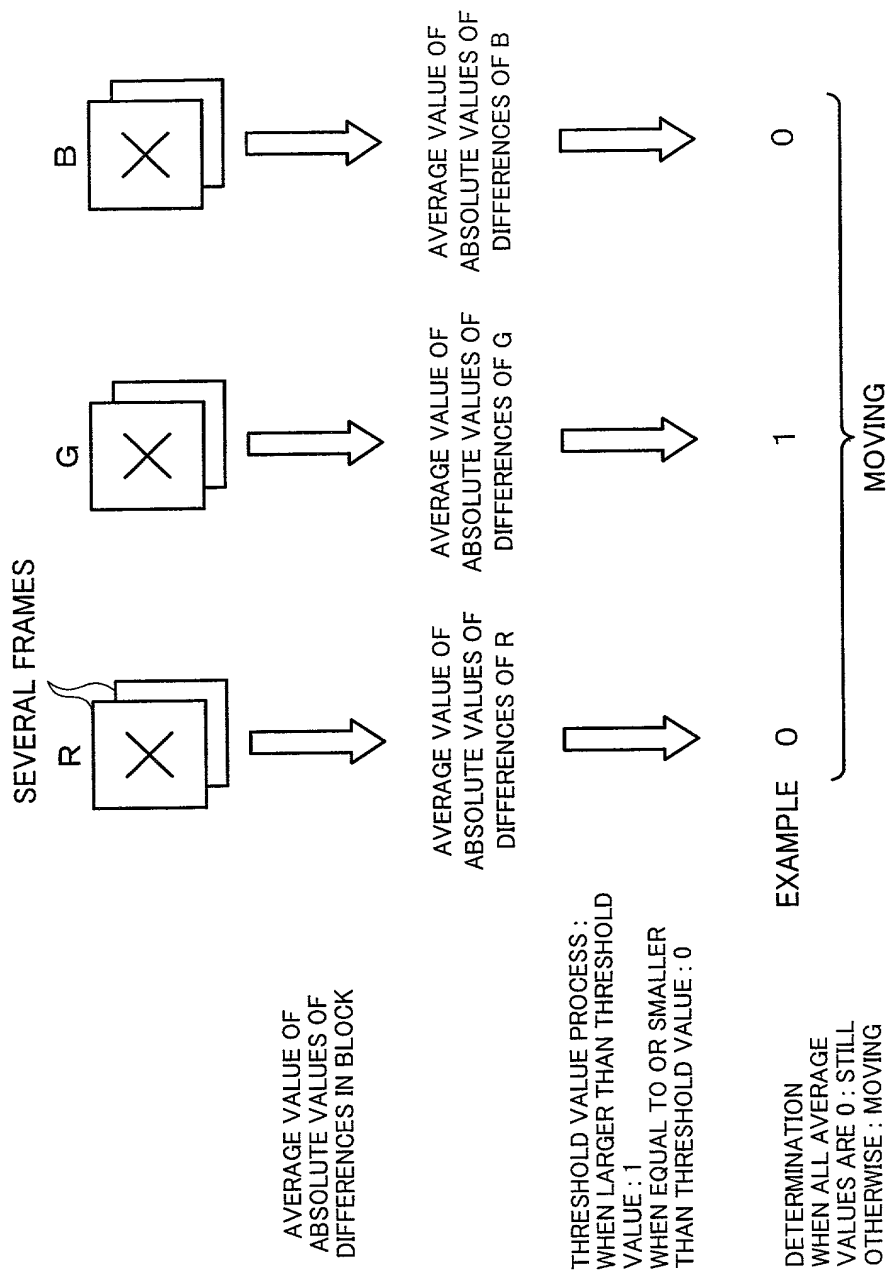 SEVERAL FRAMES
R
G
B
AVERAGE VALUE OF
ABSOLUTE VALUES OF
DIFFERENCES IN BLOCK
AVERAGE VALUE OF
ABSOLUTE VALUES OF
DIFFERENCES OF R
AVERAGE VALUE OF
ABSOLUTE VALUES OF
DIFFERENCES OF G
AVERAGE VALUE OF
ABSOLUTE VALUES OF
DIFFERENCES OF B
THRESHOLD VALUE PROCESS :
WHEN LARGER THAN THRESHOLD
VALUE : 1
WHEN EQUAL TO OR SMALLER
THAN THRESHOLD VALUE : 0
EXAMPLE 0
1
0
DETERMINATION
WHEN ALL AVERAGE
VALUES ARE 0 : STILL
OTHERWISE : MOVING
MOVING